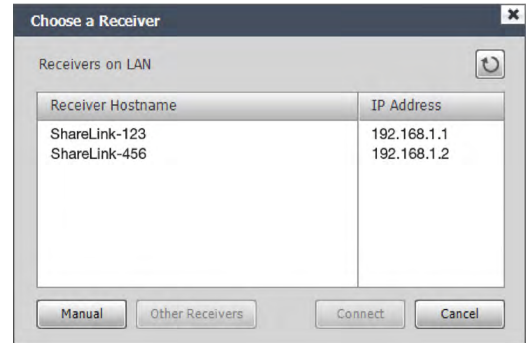 Choose a Receiver
Receivers on LAN
Receiver Hostname IP Address
ShareLink-123 192.168.1.1
ShareLink-456 192.168.1.2
Manual Other Receivers Connect Cancel